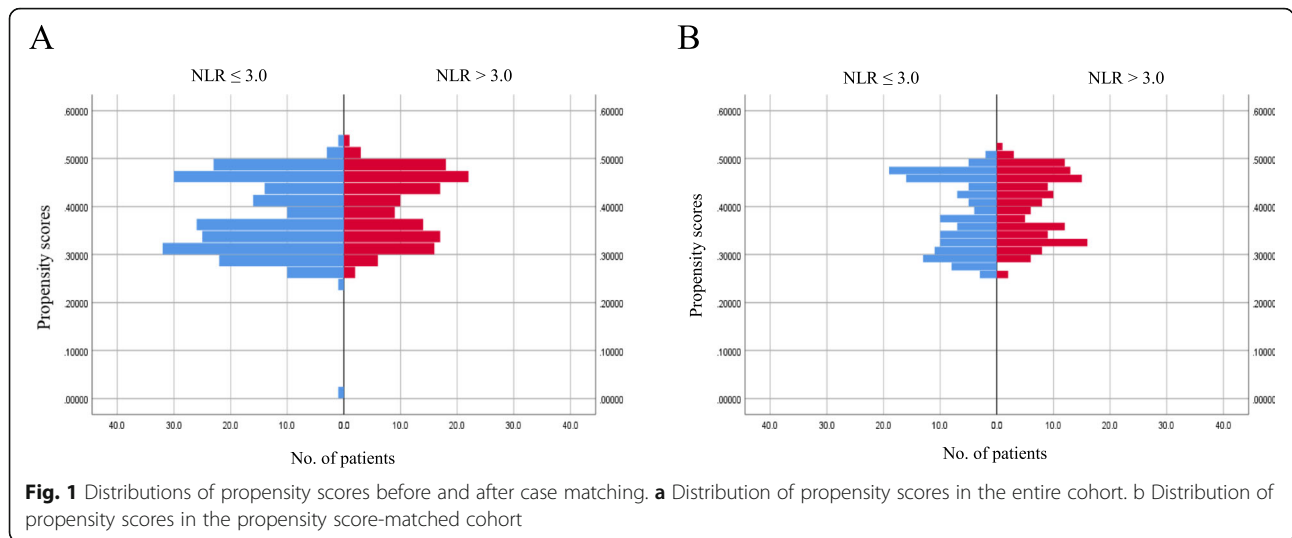 A
B
NLR ≤ 3.0
NLR > 3.0
NLR ≤ 3.0
NLR > 3.0
.60000
.60000
.60000
.60000
.50000
.50000
.50000
.50000
.40000
.40000
.40000
.40000
.30000
.30000
.30000
.30000
.20000
.20000
.20000
.20000
.10000
.10000
.10000
.10000
.00000
.00000
.00000
.00000
Propensity scores
Propensity scores
40.0 30.0 20.0 10.0 0.0 10.0 20.0 30.0 40.0
40.0 30.0 20.0 10.0 0.0 10.0 20.0 30.0 40.0
No. of patients
No. of patients
Fig. 1 Distributions of propensity scores before and after case matching. a Distribution of propensity scores in the entire cohort. b Distribution of
propensity scores in the propensity score-matched cohort